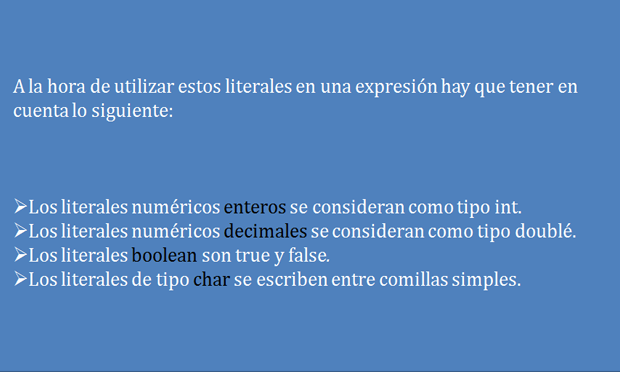 A la hora de utilizar estos literales en una expresión hay que tener en
cuenta lo siguiente:
➢Los literales numéricos enteros se consideran como tipo int.
➢Los literales numéricos decimales se consideran como tipo doublé.
➢Los literales boolean son true y false.
➢Los literales de tipo char se escriben entre comillas simples.